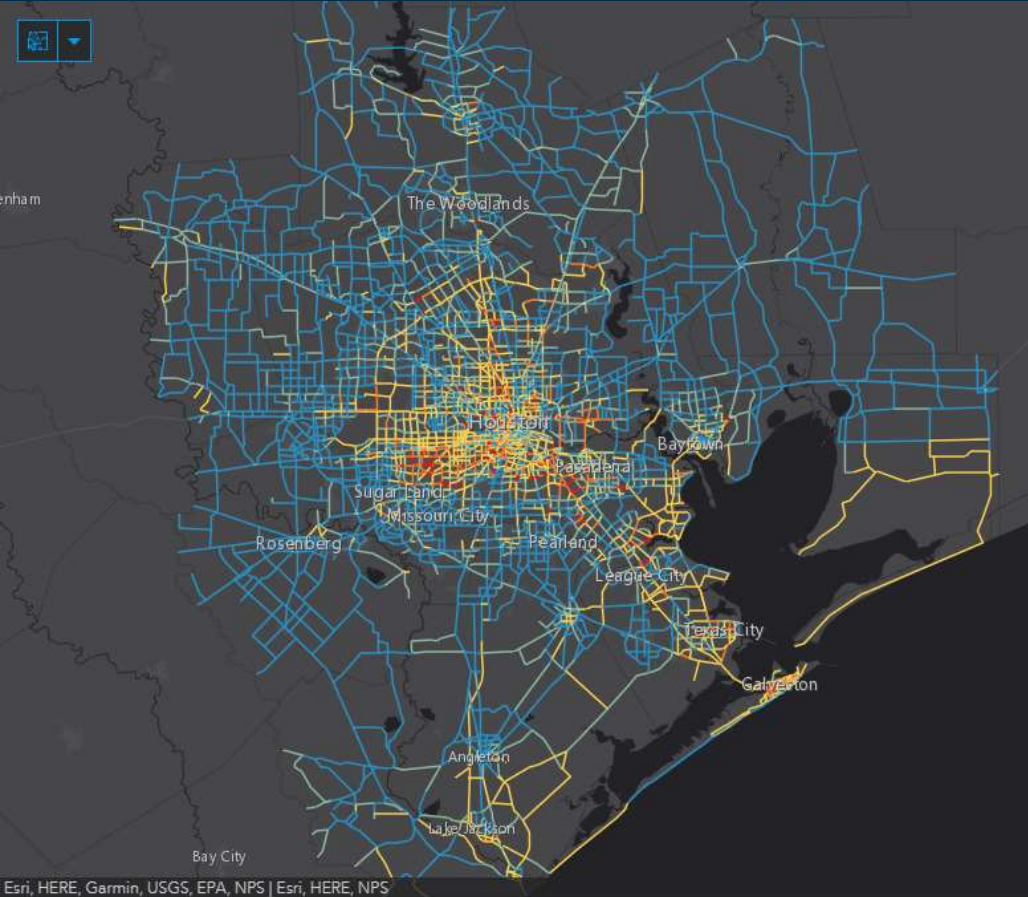 enham
The Woodlands
Houston
Baytown
Pasadena
Sugar Land
Missouri City
Rosenberg
Pearland
League City
Texas City
Galveston
Angleton
Lake Jackson
Bay City
Esri, HERE, Garmin, USGS, EPA, NPS | Esri, HERE, NPS